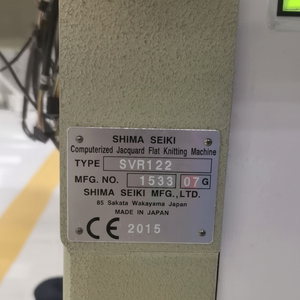 SHIMA SEIKI
Computerized Jacquard Flat Knitting Machine
TYPE SVR122
MFG. NO. 1533 07 G
SHIMA SEIKI MFG., LTD.
85 Sakata Wakayama Japan
MADE IN JAPAN
CE 2015